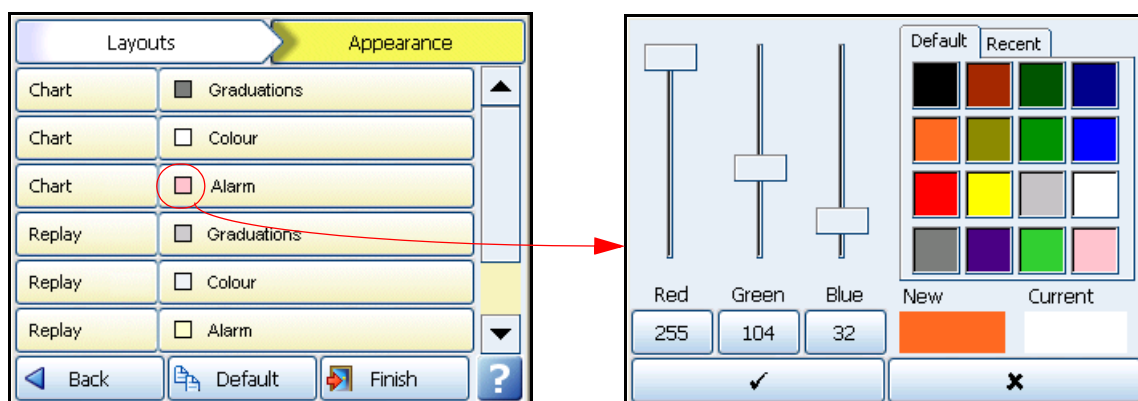 Layouts Appearance
Chart Graduations
Chart Colour
Chart Alarm
Replay Graduations
Replay Colour
Replay Alarm
Back Default Finish ?
Default Recent
Red Green Blue
255 104 32
New Current